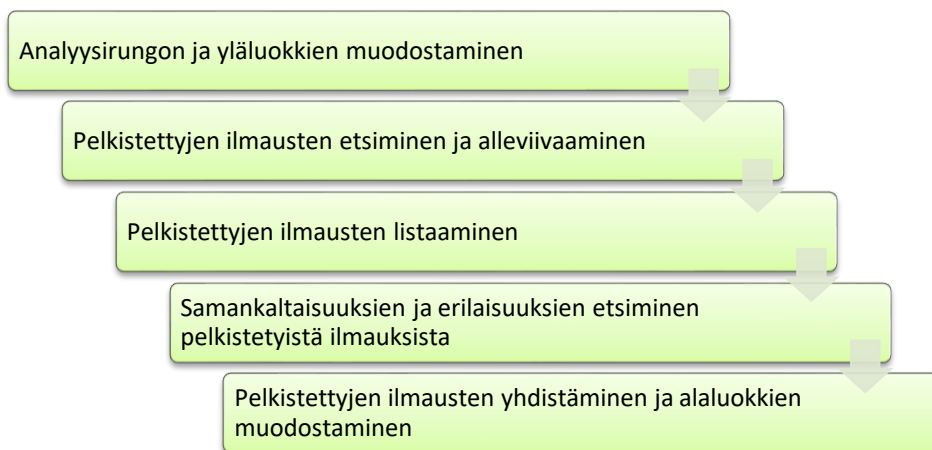 Analyysirungon ja yläluokkien muodostaminen
Pelkistettyjen ilmausten etsiminen ja alleviivaaminen
Pelkistettyjen ilmausten listaaminen
Samankaltaisuuksien ja erilaisuuksien etsiminen
pelkistetyistä ilmauksista
Pelkistettyjen ilmausten yhdistäminen ja alaluokkien
muodostaminen